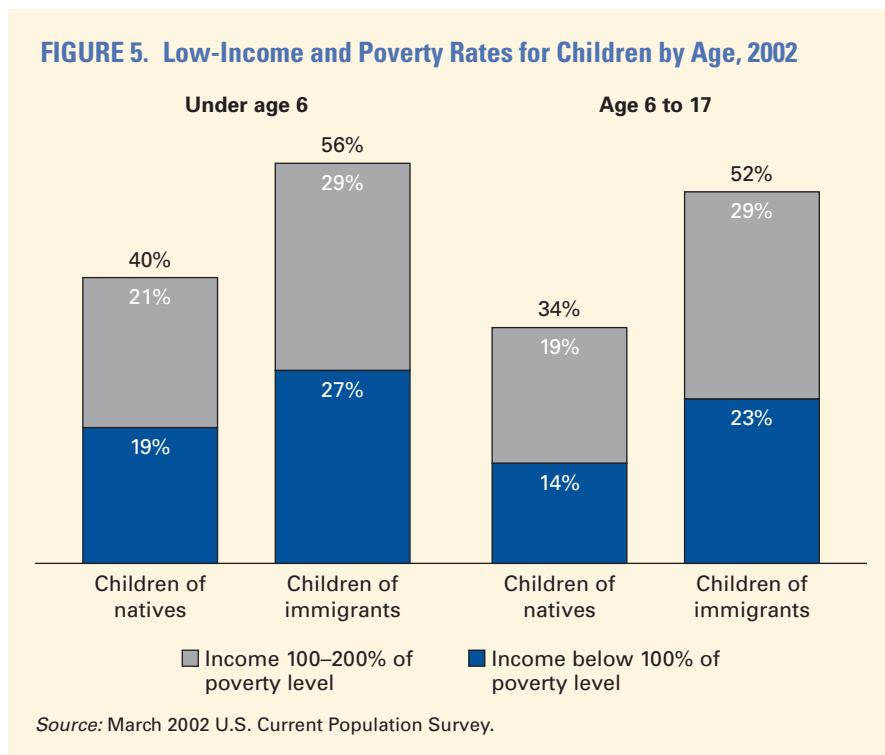 FIGURE 5. Low-Income and Poverty Rates for Children by Age, 2002
Under age 6
Age 6 to 17
56%
29%
52%
29%
40%
21%
34%
19%
27%
23%
19%
14%
Children of
natives
Children of
immigrants
Children of
natives
Children of
immigrants
Income 100–200% of
poverty level
Income below 100% of
poverty level
Source: March 2002 U.S. Current Population Survey.